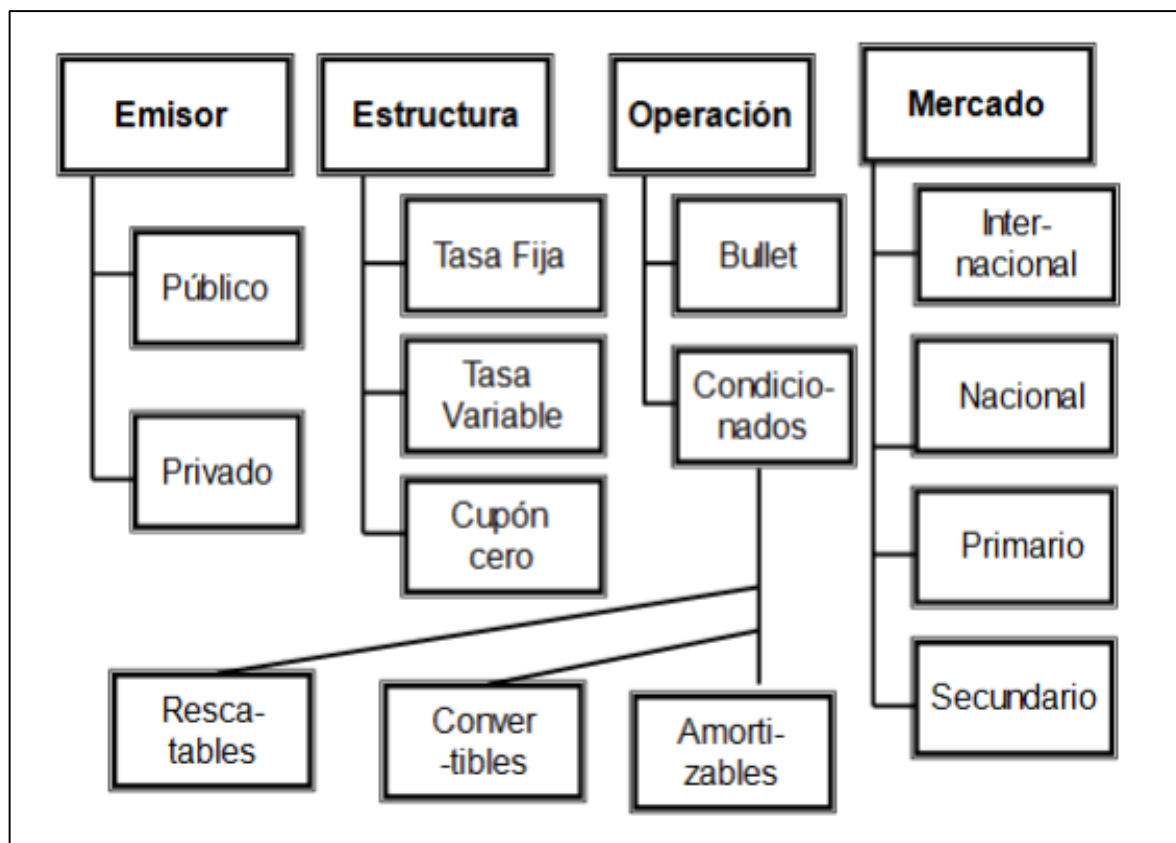 Emisor
Público
Privado
Estructura
Tasa Fija
Tasa
Variable
Cupón
cero
Operación
Bullet
Condicio-
nados
Resca-
tables
Conver
-tibles
Amorti-
zables
Mercado
Inter-
nacional
Nacional
Primario
Secundario